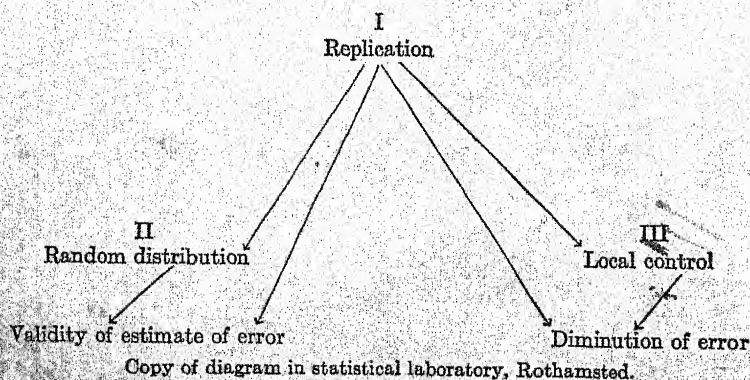 I
Replication
II
III
Random distribution
Local control
Validity of estimate of error
Diminution of error
Copy of diagram in statistical laboratory, Rothamsted.